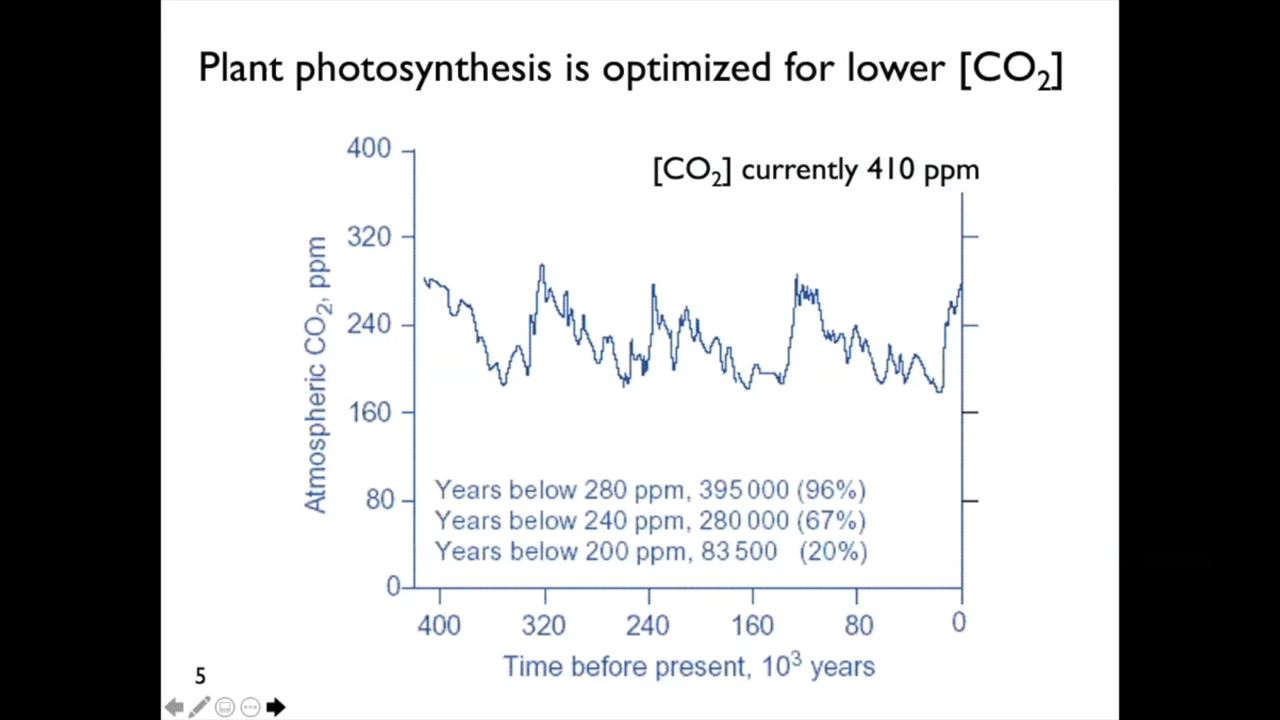 Plant photosynthesis is optimized for lower [CO₂]
400
[CO₂] currently 410 ppm
320
240
160
80
0
Atmospheric CO₂, ppm
Years below 280 ppm, 395 000 (96%)
Years below 240 ppm, 280 000 (67%)
Years below 200 ppm, 83 500 (20%)
400 320 240 160 80 0
Time before present, 10³ years
5